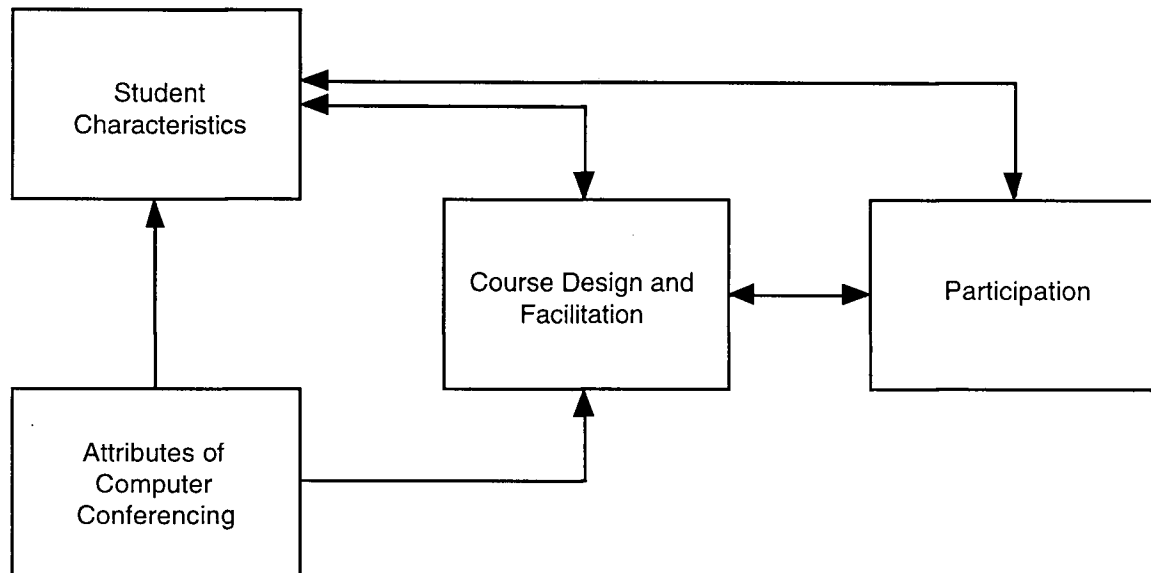 Student
Characteristics
Course Design and
Facilitation
Participation
Attributes of
Computer
Conferencing